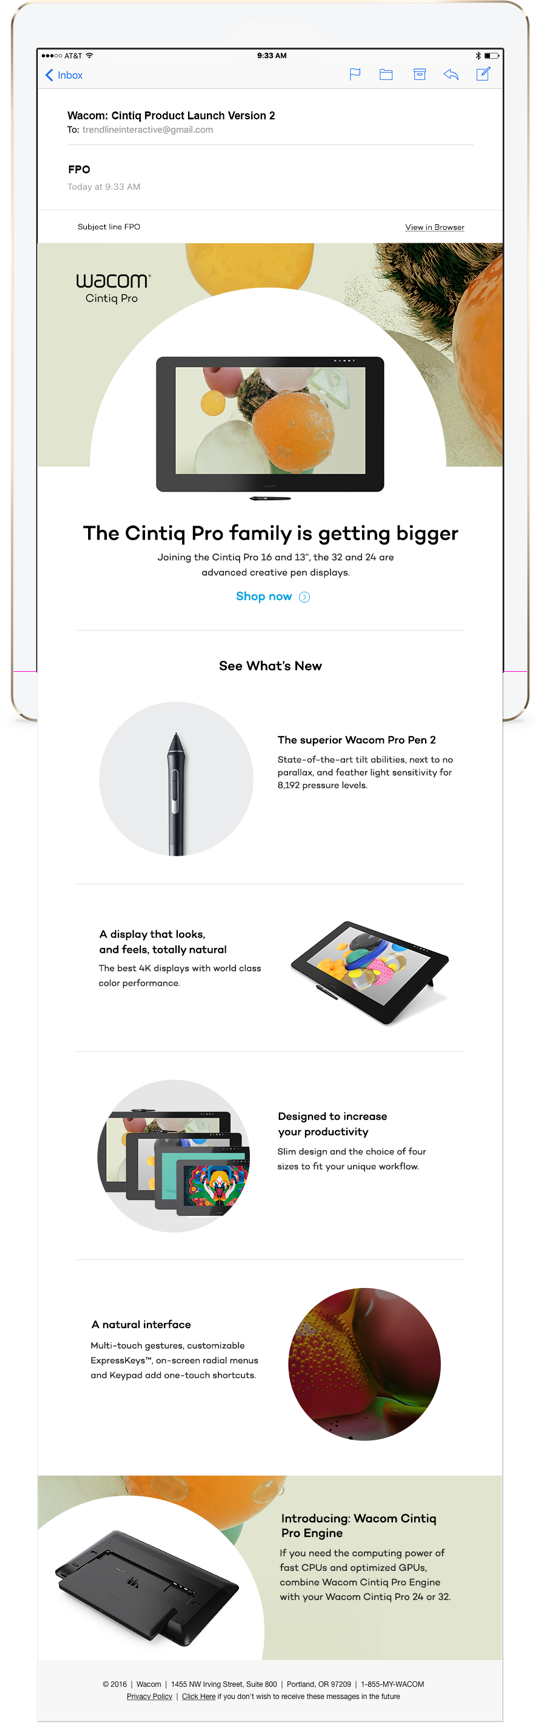 AT&T
9:33 AM
Inbox
Wacom: Cintiq Product Launch Version 2
To: trendlineinteractive@gmail.com
FPO
Today at 9:33 AM
Subject line FPO
View in Browser
wacom®
Cintiq Pro
The Cintiq Pro family is getting bigger
Joining the Cintiq Pro 16 and 13", the 32 and 24 are
advanced creative pen displays.
Shop now
See What's New
The superior Wacom Pro Pen 2
State-of-the-art tilt abilities, next to no
parallax, and feather light sensitivity for
8,192 pressure levels.
A display that looks,
and feels, totally natural
The best 4K displays with world class
color performance.
Designed to increase
your productivity
Slim design and the choice of four
sizes to fit your unique workflow.
A natural interface
Multi-touch gestures, customizable
ExpressKeys™, on-screen radial menus
and Keypad add one-touch shortcuts.
Introducing: Wacom Cintiq
Pro Engine
If you need the computing power of
fast CPUs and optimized GPUs,
combine Wacom Cintiq Pro Engine
with your Wacom Cintiq Pro 24 or 32.
© 2016 | Wacom | 1455 NW Irving Street, Suite 800 | Portland, OR 97209 | 1-855-MY-WACOM
Privacy Policy | Click Here if you don't wish to receive these messages in the future